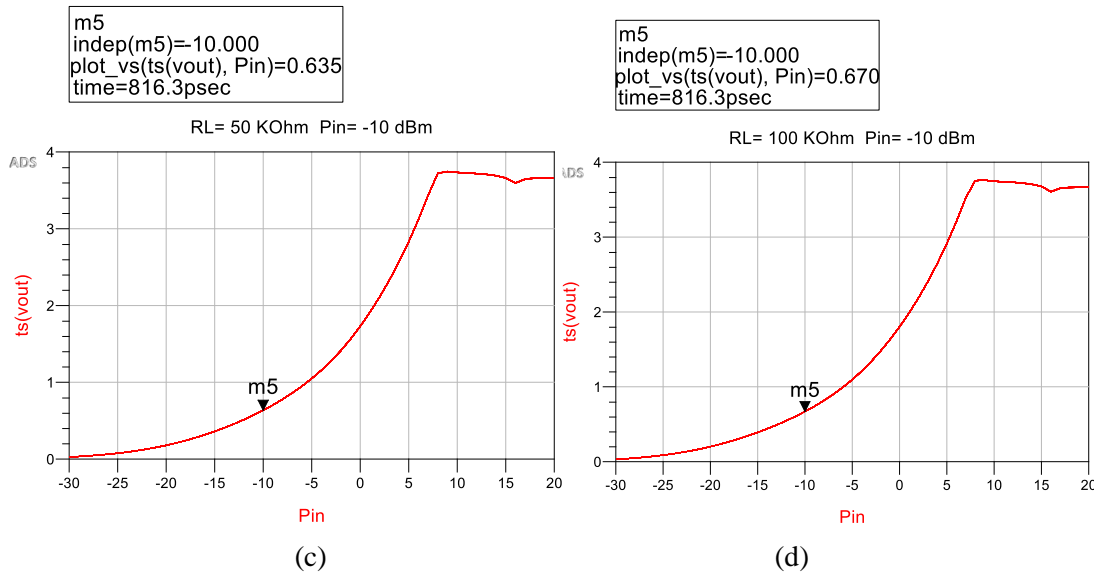 m5
indep(m5)=-10.000
plot_vs(ts(vout), Pin)=0.635
time=816.3psec
RL= 50 KOhm  Pin= -10 dBm
ADS
4
3
2
1
0
ts(vout)
m5
-30 -25 -20 -15 -10 -5 0 5 10 15 20
Pin
(c)
m5
indep(m5)=-10.000
plot_vs(ts(vout), Pin)=0.670
time=816.3psec
RL= 100 KOhm  Pin= -10 dBm
ADS
4
3
2
1
0
ts(vout)
m5
-30 -25 -20 -15 -10 -5 0 5 10 15 20
Pin
(d)